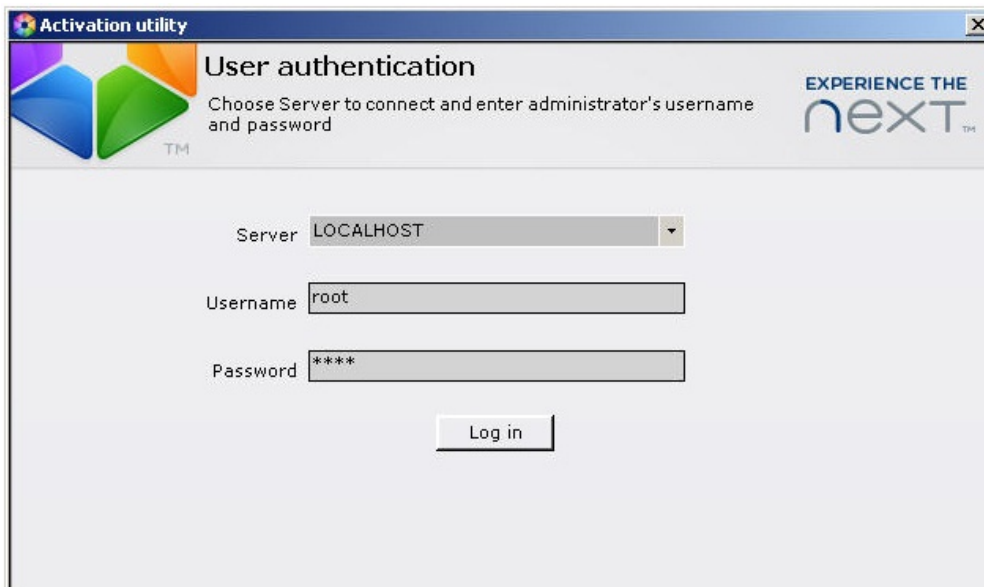 Activation utility
User authentication
Choose Server to connect and enter administrator's username
and password
TM
EXPERIENCE THE
next TM
Server LOCALHOST
Username root
Password ****
Log in